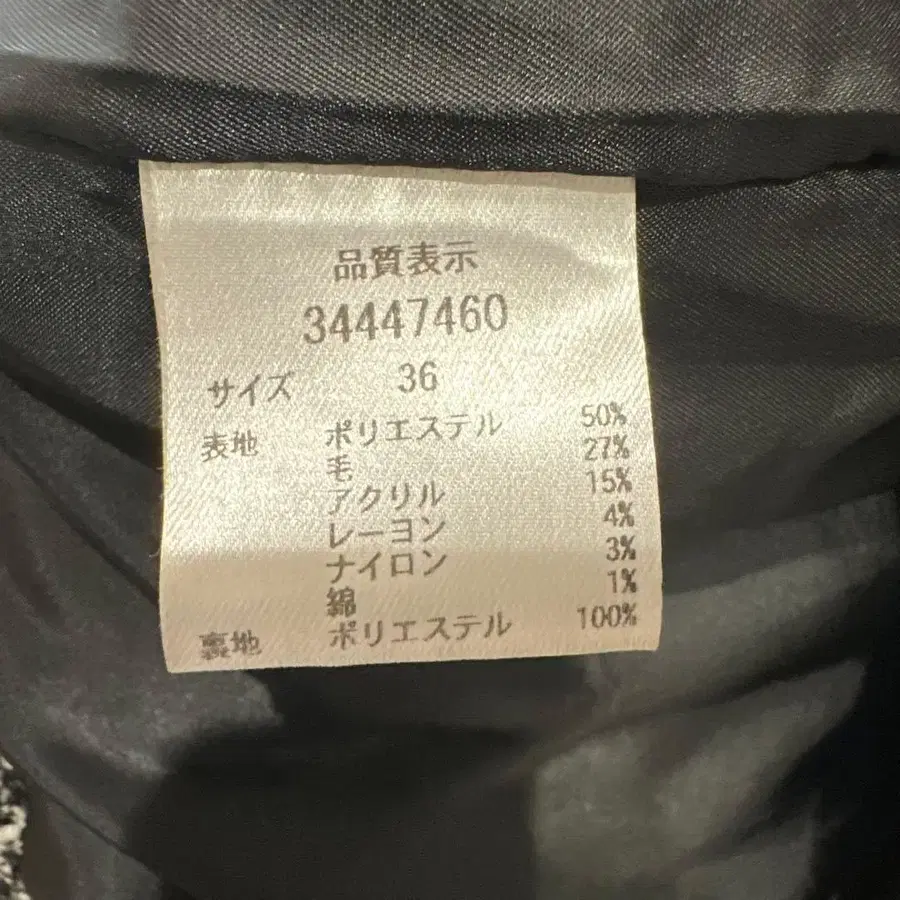 品質表示
34447460
サイズ 36
表地 ポリエステル 50%
毛 27%
アクリル 15%
レーヨン 4%
ナイロン 3%
綿 1%
裏地 ポリエステル 100%